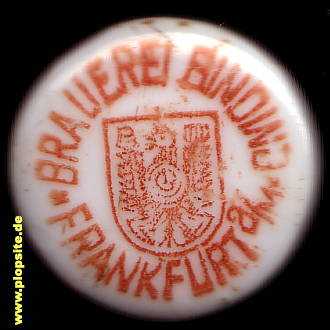 BRAUEREI BINDING
FRANKFURT a/M.
www.plopsite.de